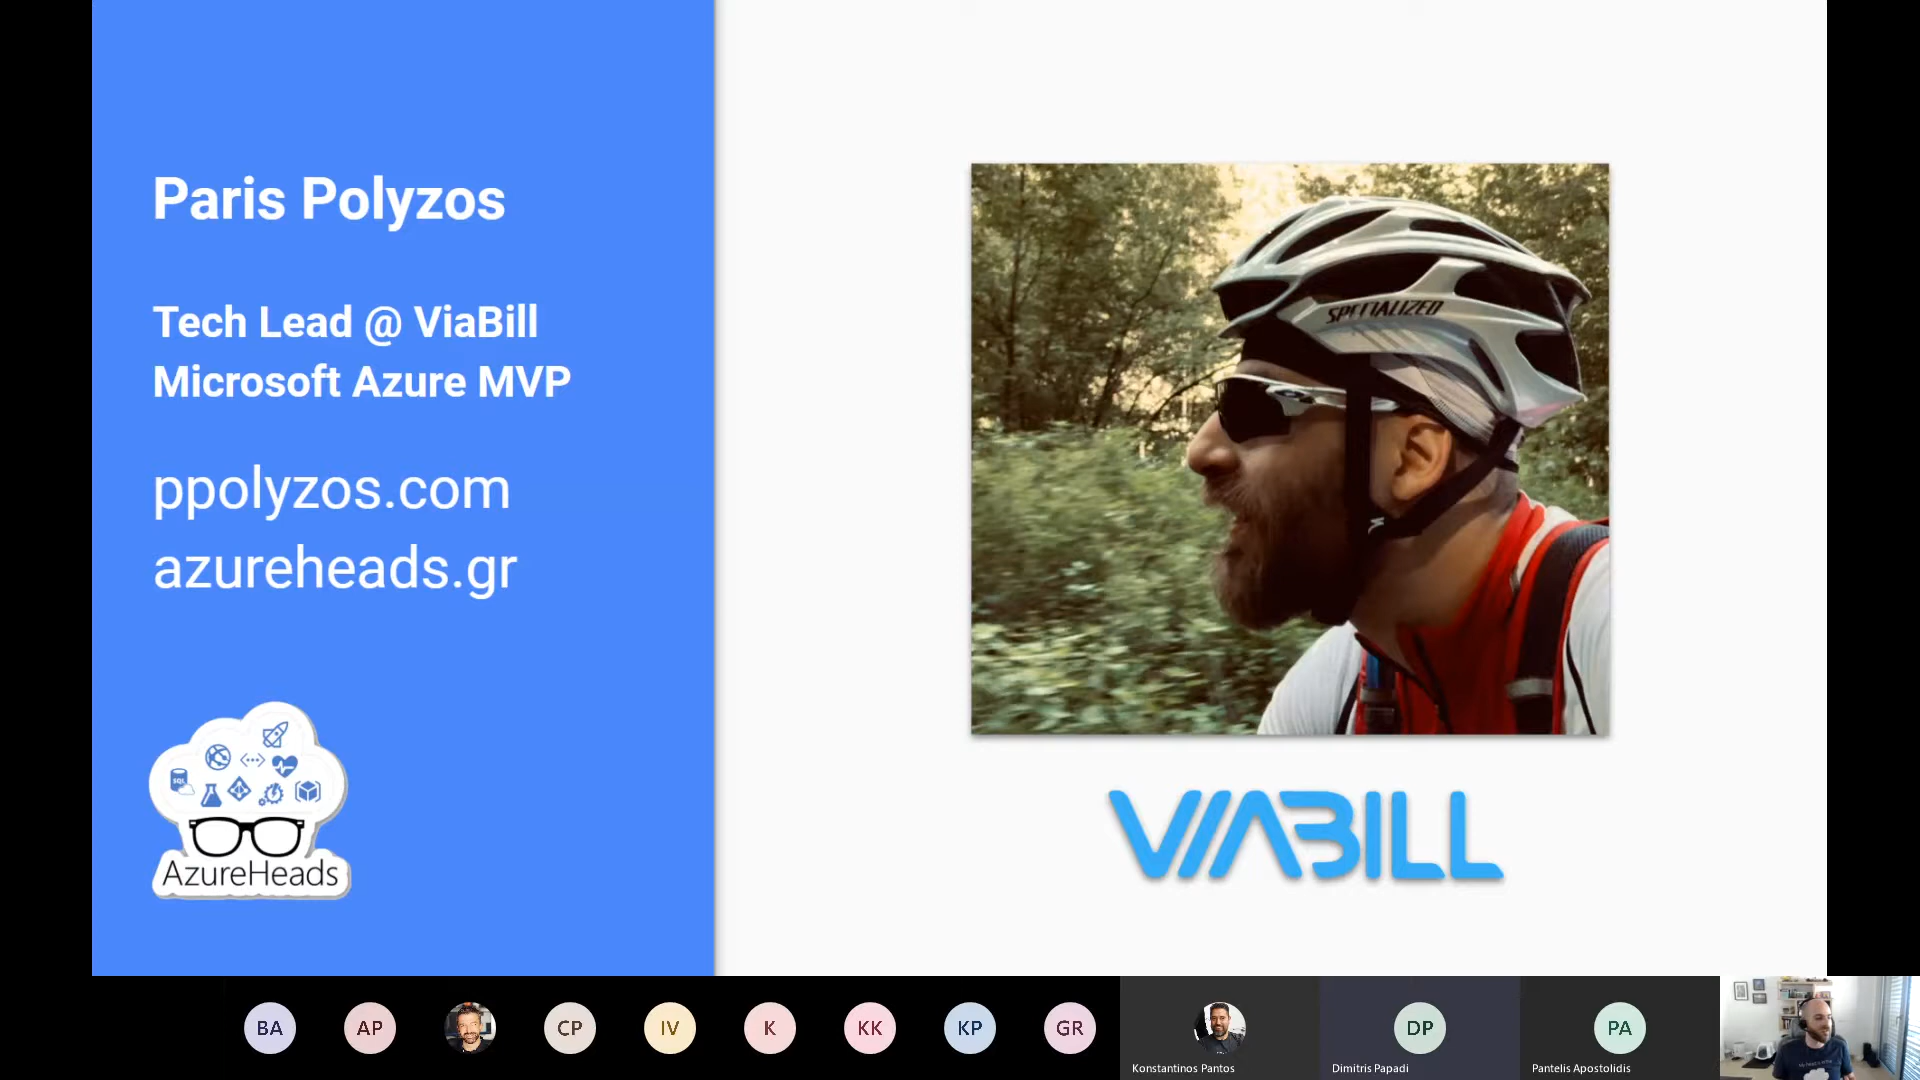 Paris Polyzos
Tech Lead @ ViaBill
Microsoft Azure MVP
ppolyzos.com
azureheads.gr
SQL
AzureHeads
SPECIALIZED
VIABILL
BA
AP
CP
IV
K
KK
KP
GR
Konstantinos Pantos
DP
Dimitris Papadi
PA
Pantelis Apostolidis